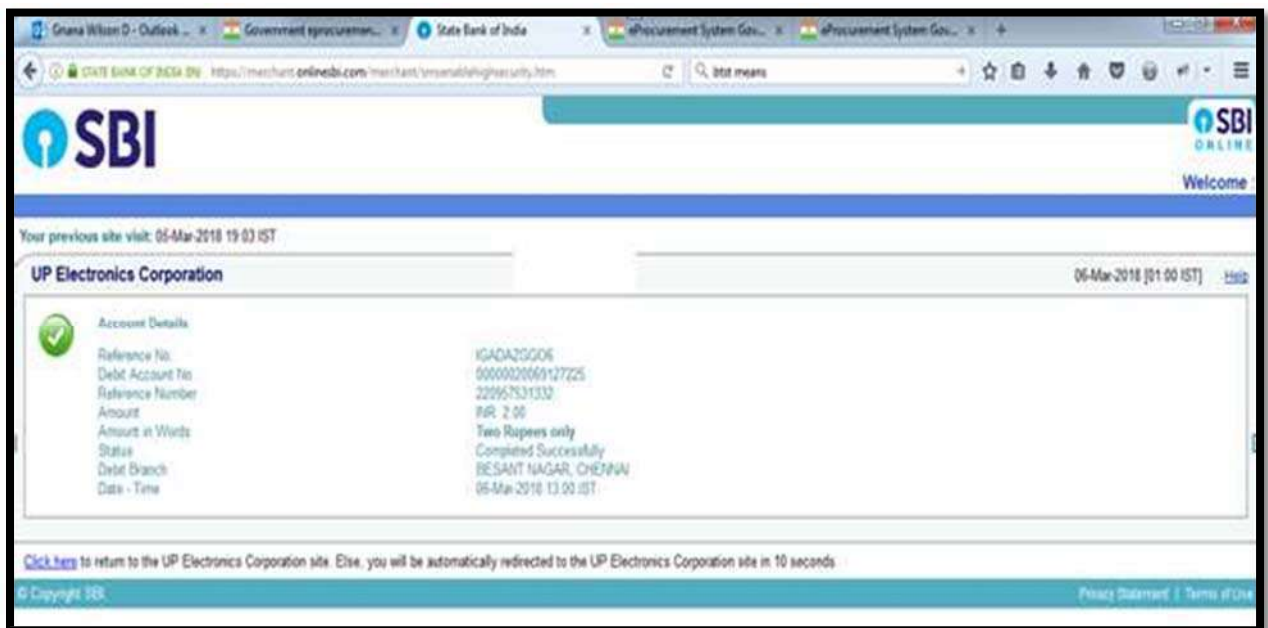 Gnana Wilson D - Outlook ... x Government eprocuremen... x State Bank of India x eProcurement System Gov... x eProcurement System Gov... x +
STATE BANK OF INDIA (IN) https://merchant.onlinesbi.com/merchant/ btst means
SBI
SBI
ONLINE
Welcome :
Your previous site visit: 05-Mar-2018 19:03 IST
UP Electronics Corporation 06-Mar-2018 [01:00 IST] Help
Account Details
Reference No. IGADAZGGO6
Debit Account No. 00000020069127225
Reference Number 220957531332
Amount INR 2.00
Amount in Words Two Rupees only
Status Completed Successfully
Debit Branch BESANT NAGAR, CHENNAI
Date - Time 06-Mar-2018 13:00 IST
Click here to return to the UP Electronics Corporation site. Else, you will be automatically redirected to the UP Electronics Corporation site in 10 seconds
© Copyright SBI Privacy Statement | Terms of Use